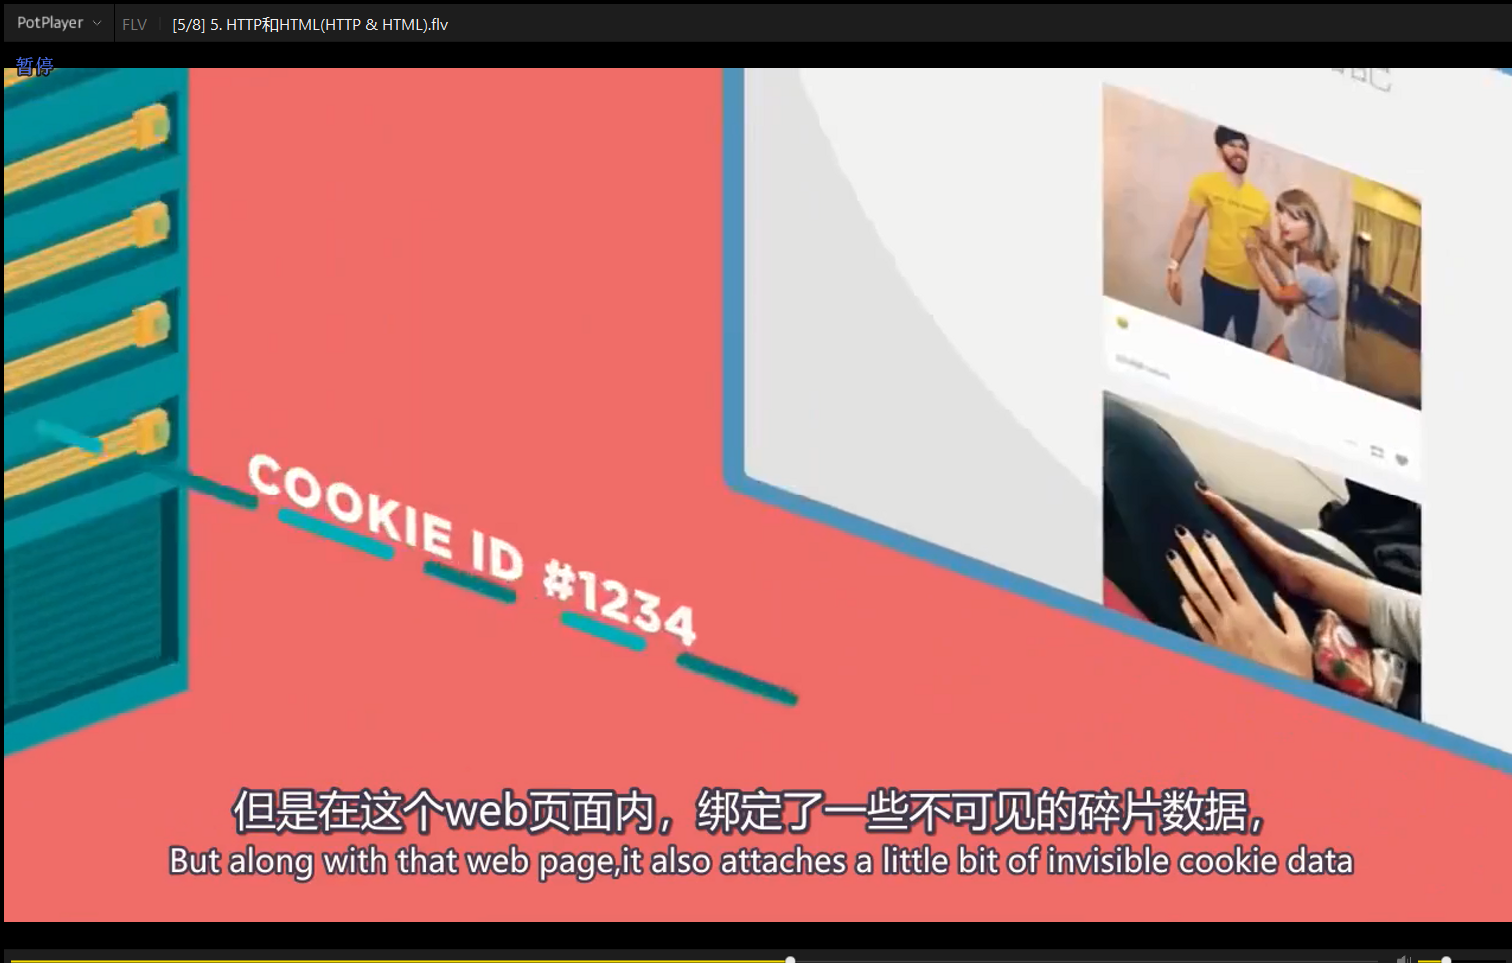 PotPlayer FLV [5/8] 5. HTTP和HTML(HTTP & HTML).flv
暂停
COOKIE ID #1234
但是在这个web页面内，绑定了一些不可见的碎片数据，
But along with that web page,it also attaches a little bit of invisible cookie data